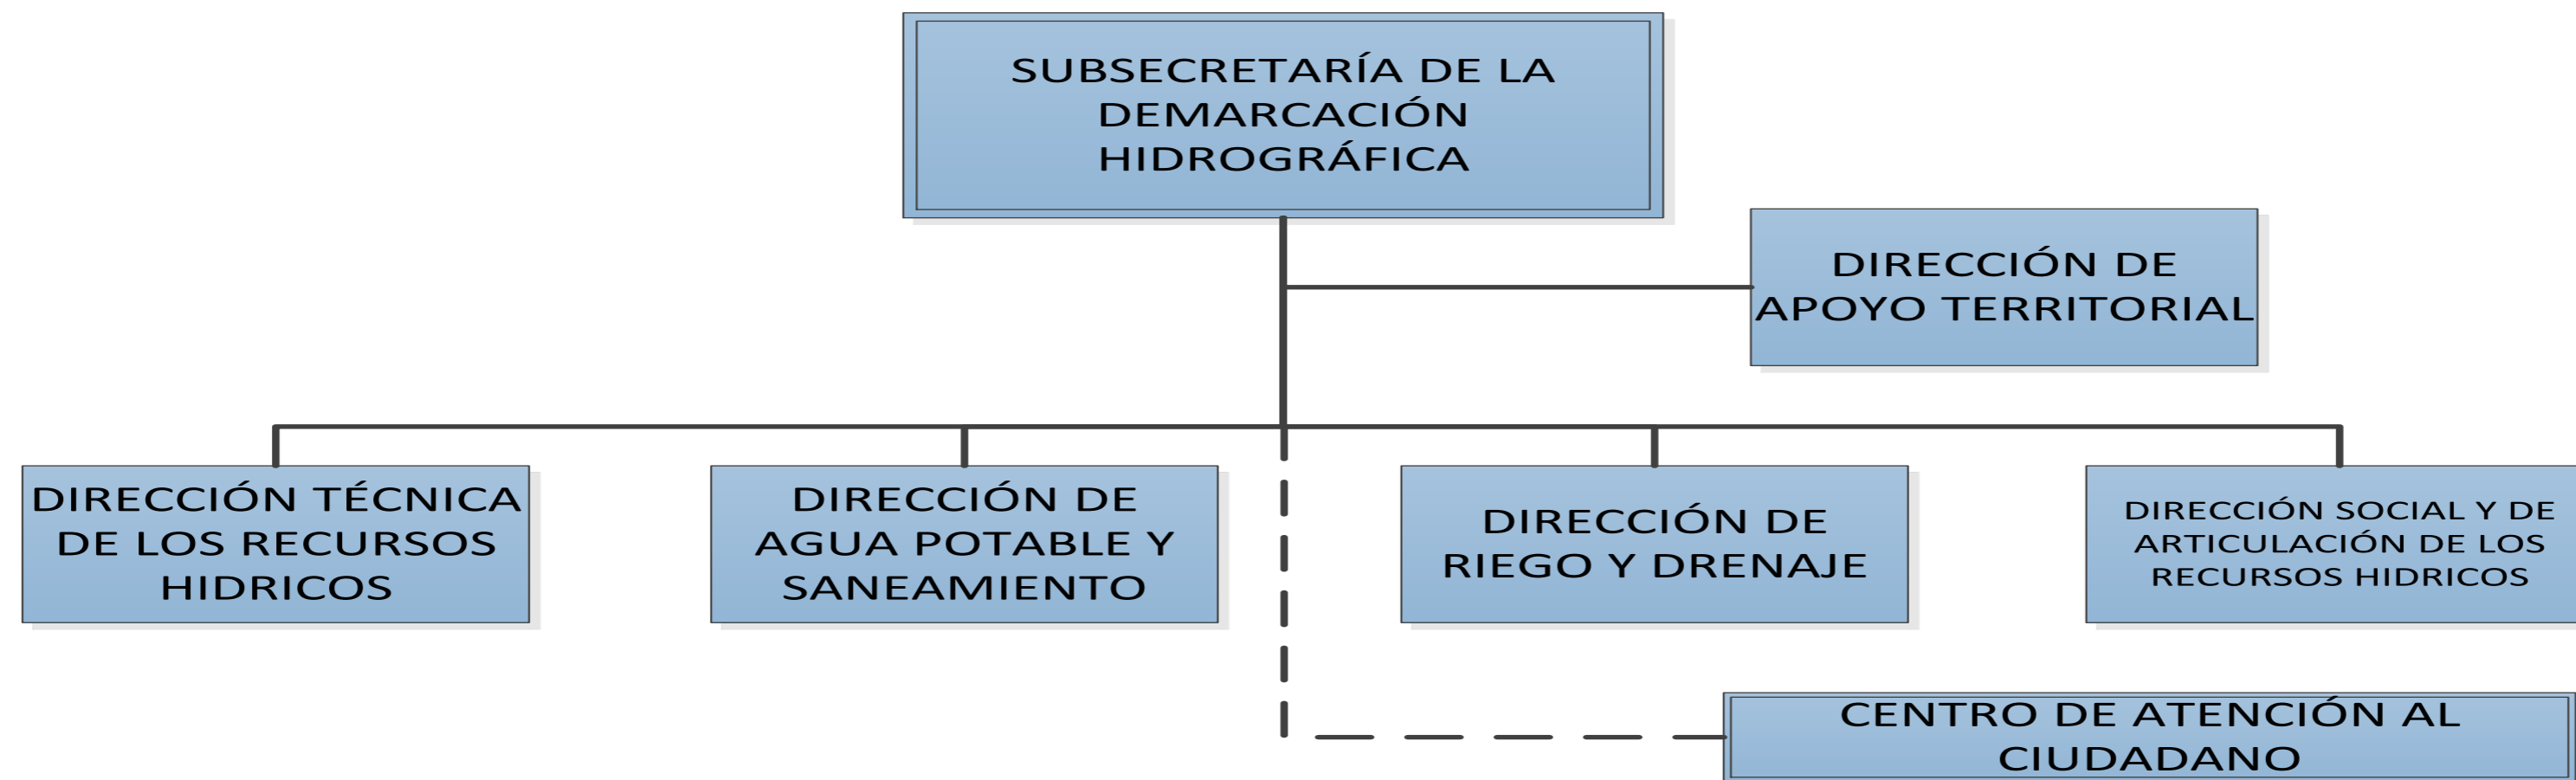 SUBSECRETARÍA DE LA
DEMARCACIÓN
HIDROGRÁFICA
DIRECCIÓN DE
APOYO TERRITORIAL
DIRECCIÓN TÉCNICA
DE LOS RECURSOS
HIDRICOS
DIRECCIÓN DE
AGUA POTABLE Y
SANEAMIENTO
DIRECCIÓN DE
RIEGO Y DRENAJE
DIRECCIÓN SOCIAL Y DE
ARTICULACIÓN DE LOS
RECURSOS HIDRICOS
CENTRO DE ATENCIÓN AL
CIUDADANO